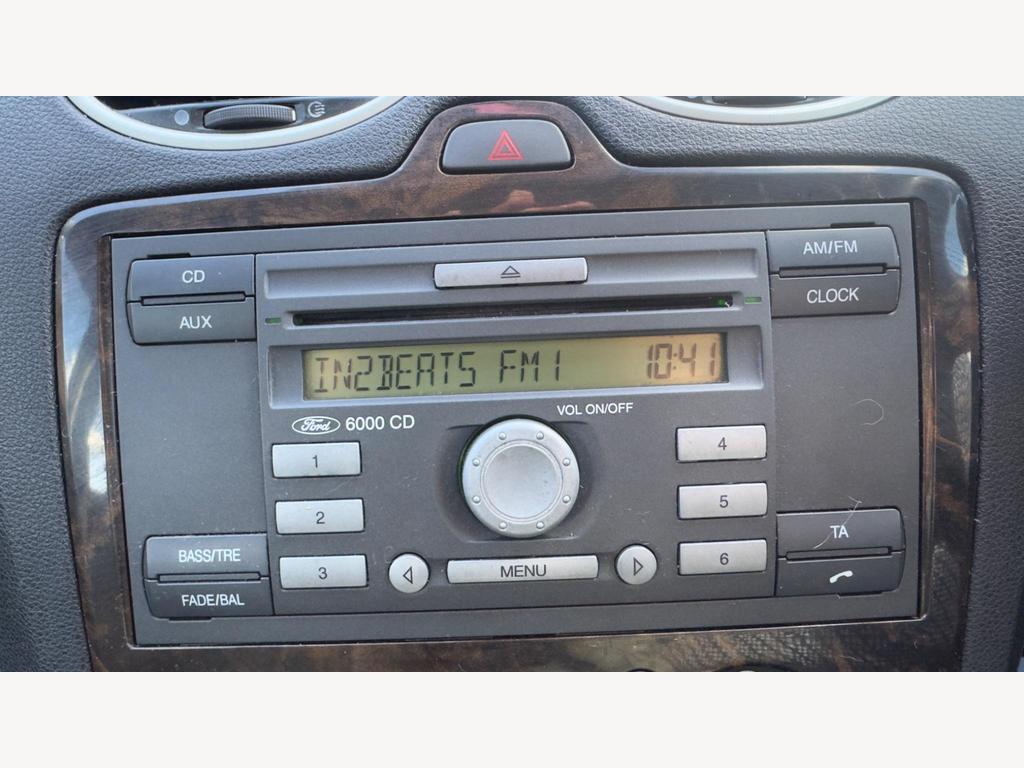 CD
AUX
AM/FM
CLOCK
IN2BEATS FM1 10:41
Ford 6000 CD
VOL ON/OFF
1
2
3
4
5
6
BASS/TRE
FADE/BAL
MENU
TA